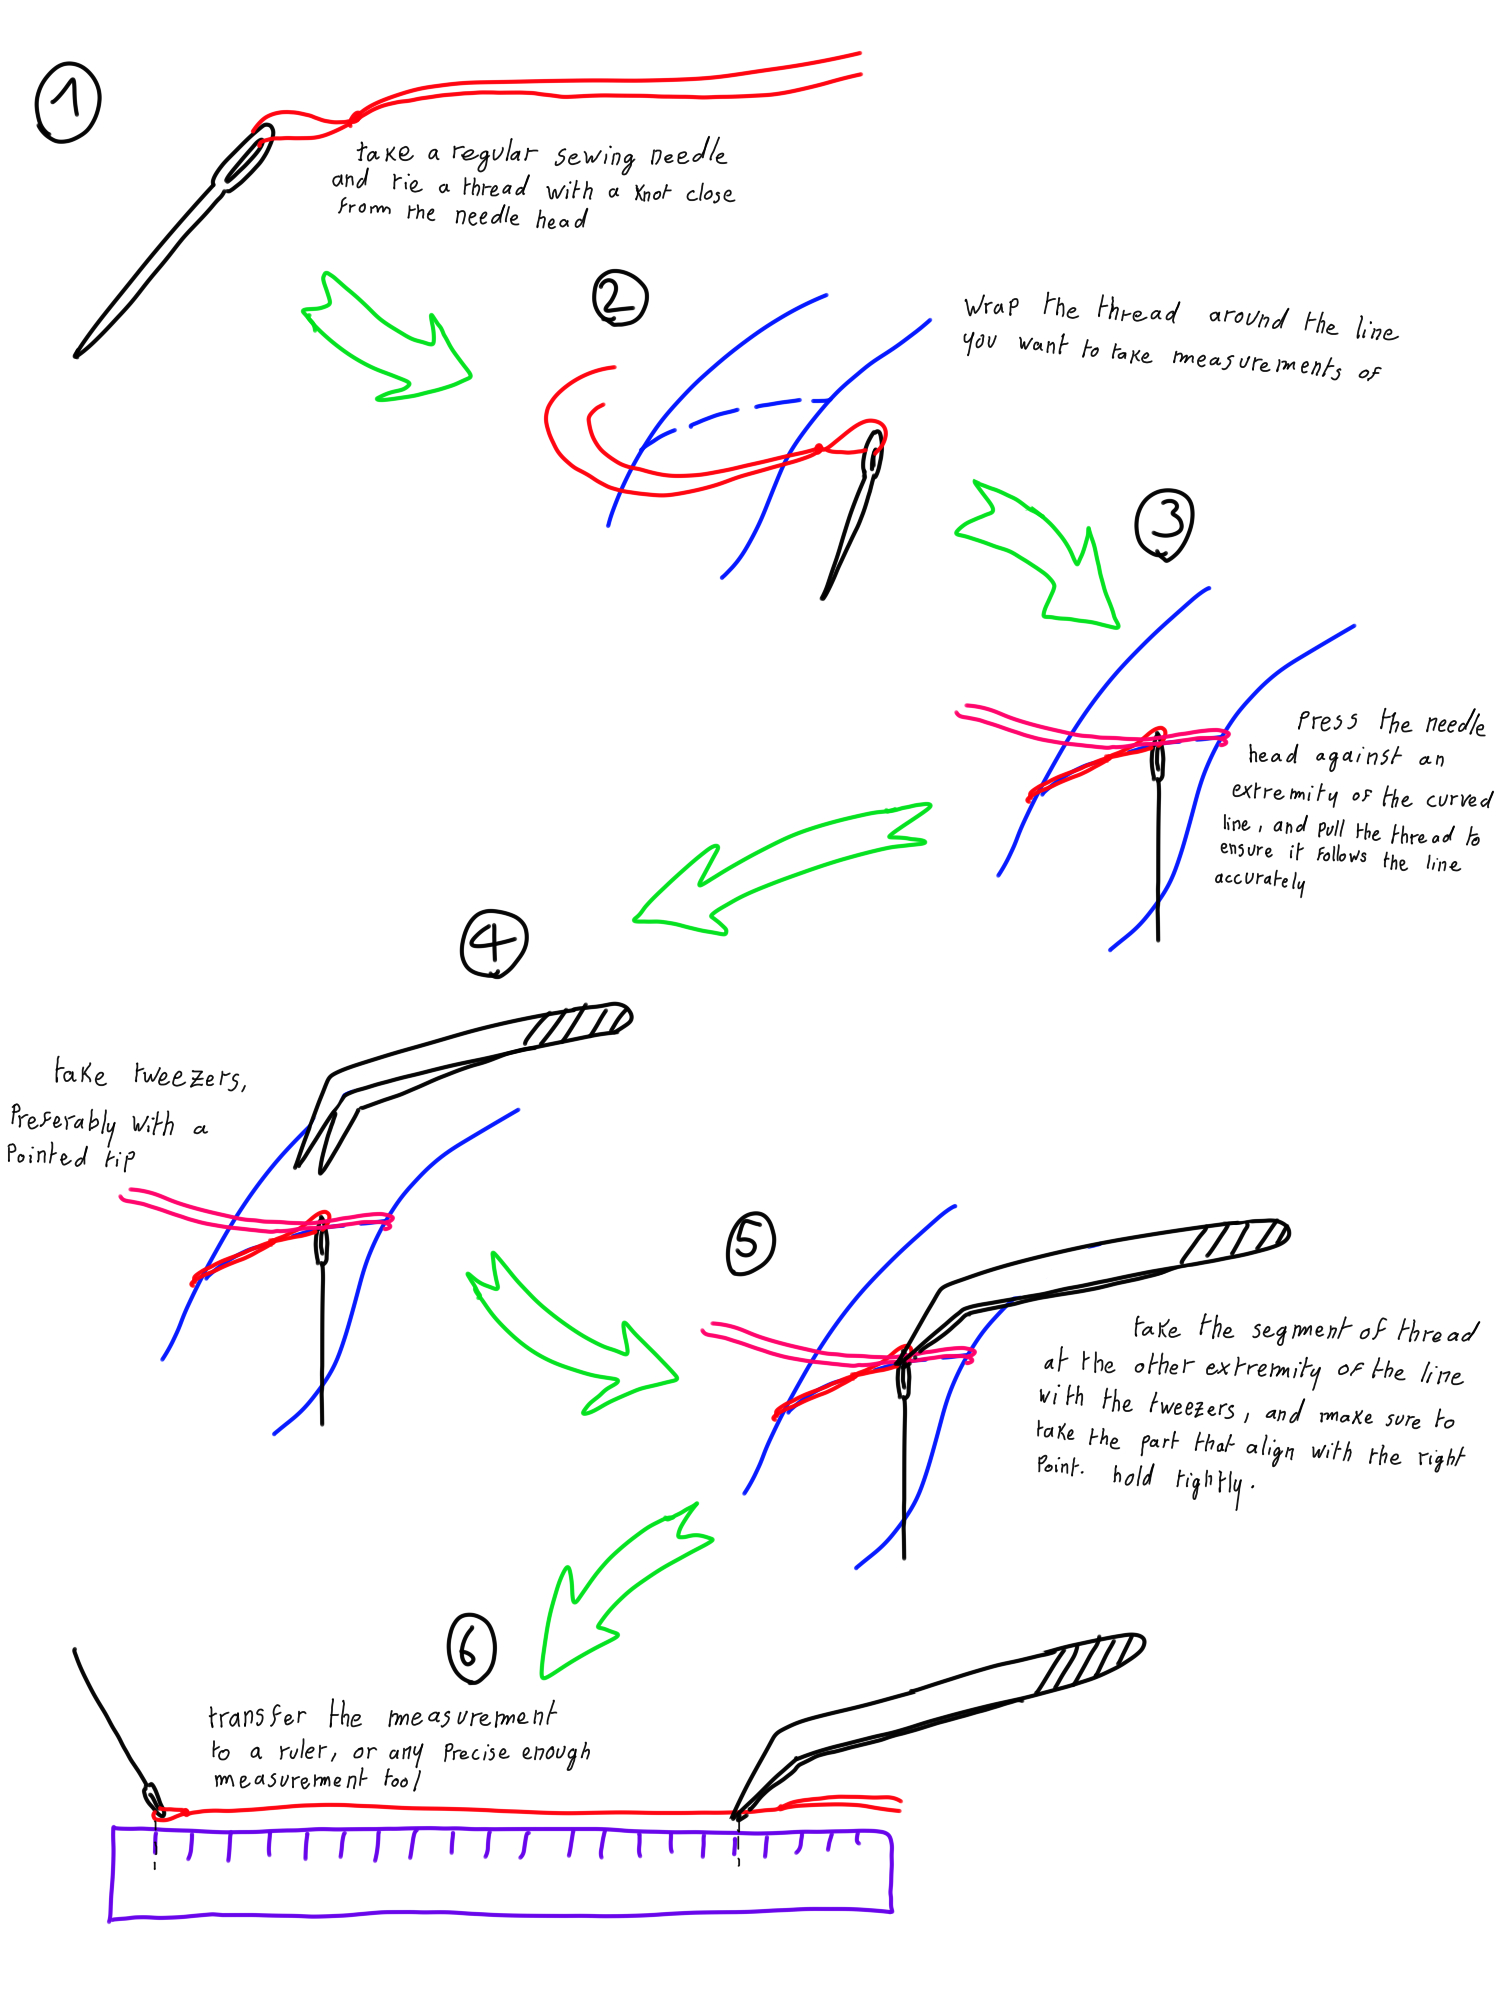 1
take a regular sewing needle
and tie a thread with a knot close
fromm the needle head
2
Wrap the thread around the line
you want to take measurements of
3
press the needle
head against an
extremity of the curved
line, and pull the thread to
ensure it follows the line
accurately
4
take tweezers,
Preferably with a
Pointed tip
5
take the segment of thread
at the other extremity of the line
with the tweezers, and make sure to
take the part that align with the right
Point. hold tightly.
6
transfer the measurement
to a ruler, or any Precise enough
measurement tool